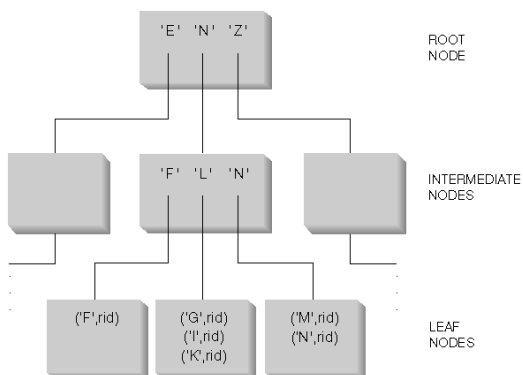 'E' 'N' 'Z'
ROOT
NODE
'F' 'L' 'N'
INTERMEDIATE
NODES
('F',rid)
('G',rid)
('I',rid)
('K',rid)
('M',rid)
('N',rid)
LEAF
NODES